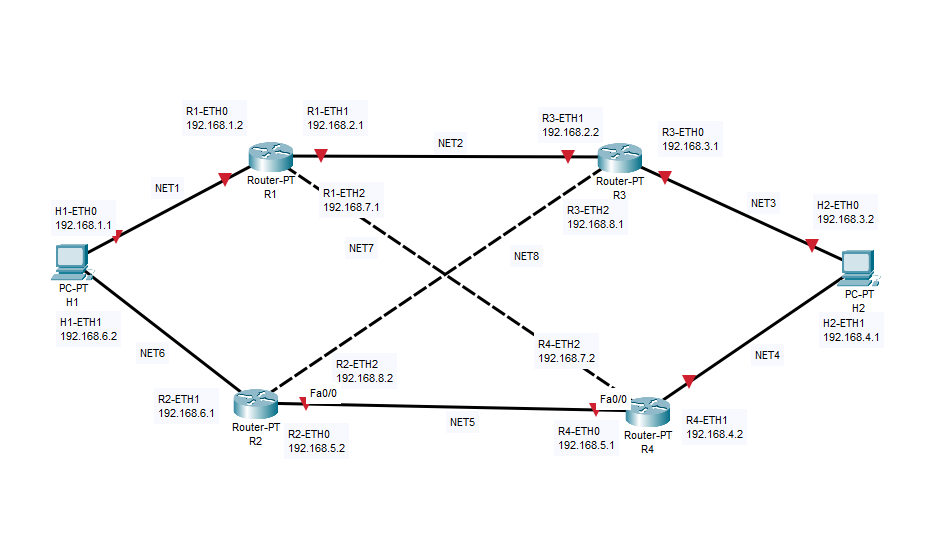 R1-ETH0
192.168.1.2
R1-ETH1
192.168.2.1
R3-ETH1
192.168.2.2
R3-ETH0
192.168.3.1
NET2
Router-PT
R1
Router-PT
R3
NET1
R1-ETH2
192.168.7.1
R3-ETH2
192.168.8.1
NET3
H1-ETH0
192.168.1.1
H2-ETH0
192.168.3.2
NET7
NET8
PC-PT
H1
PC-PT
H2
H1-ETH1
192.168.6.2
H2-ETH1
192.168.4.1
NET6
R4-ETH2
192.168.7.2
NET4
R2-ETH2
192.168.8.2
Fa0/0
Fa0/0
R2-ETH1
192.168.6.1
Router-PT
R2
R2-ETH0
192.168.5.2
NET5
R4-ETH0
192.168.5.1
Router-PT
R4
R4-ETH1
192.168.4.2